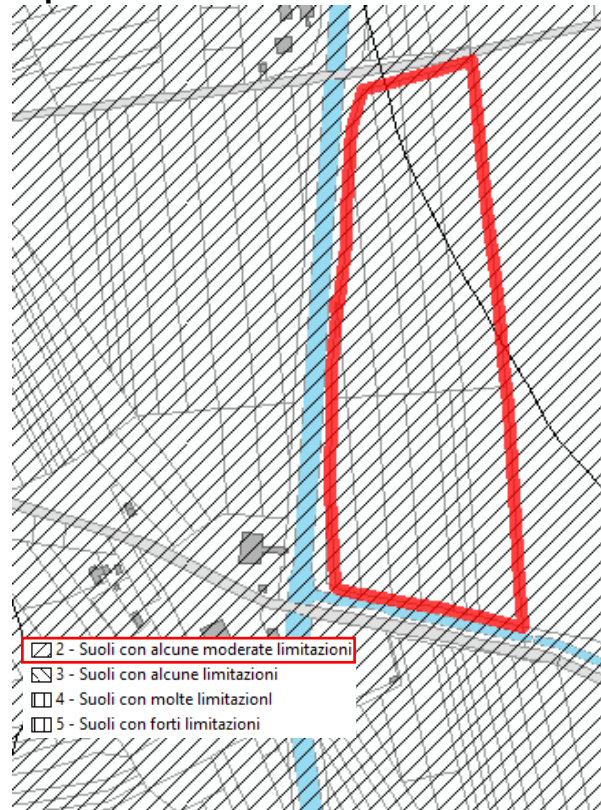 2 - Suoli con alcune moderate limitazioni
3 - Suoli con alcune limitazioni
4 - Suoli con molte limitazionl
5 - Suoli con forti limitazioni